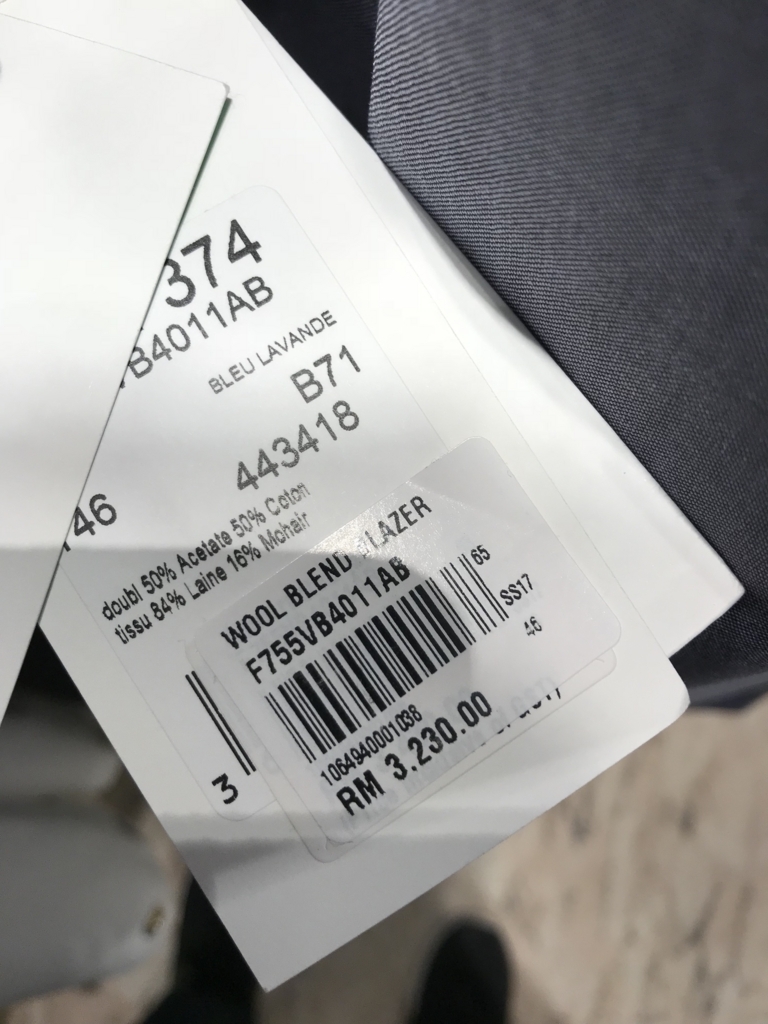 374
B4011AB
BLEU LAVANDE
B71
443418
46
doubl 50% Acetate 50% Coton
tissu 84% Laine 16% Mohair
WOOL BLEND LAZER
F755VB4011AB
65
SS17
46
1064940001036
RM 3.230.00
3